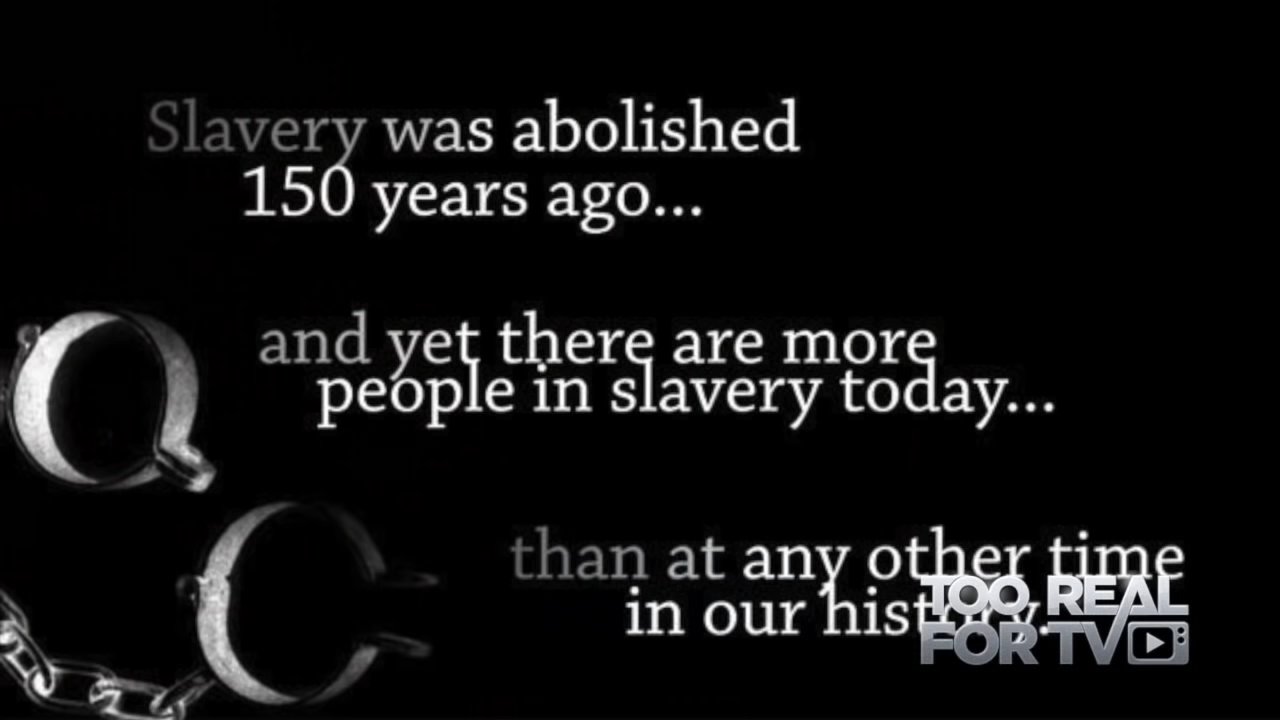 Slavery was abolished
150 years ago...
and yet there are more
people in slavery today...
than at any other time
in our history.
TOO REAL
FOR TV